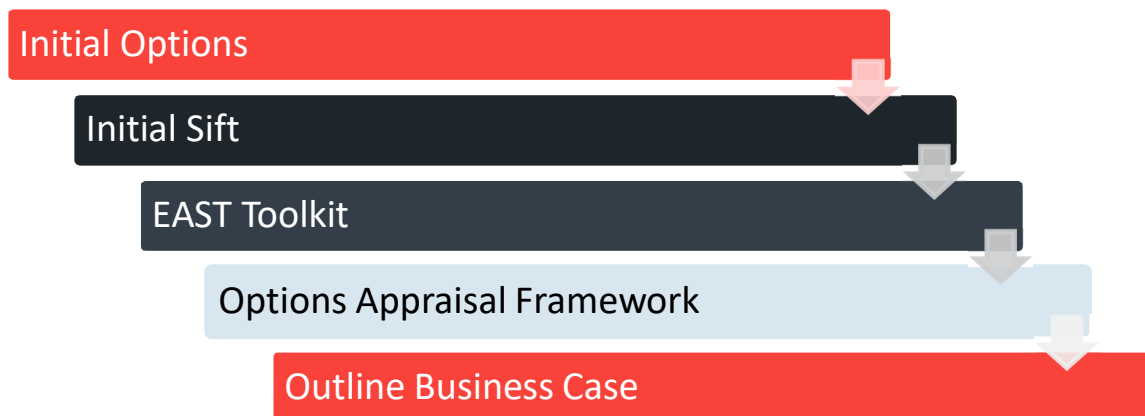 Initial Options
Initial Sift
EAST Toolkit
Options Appraisal Framework
Outline Business Case